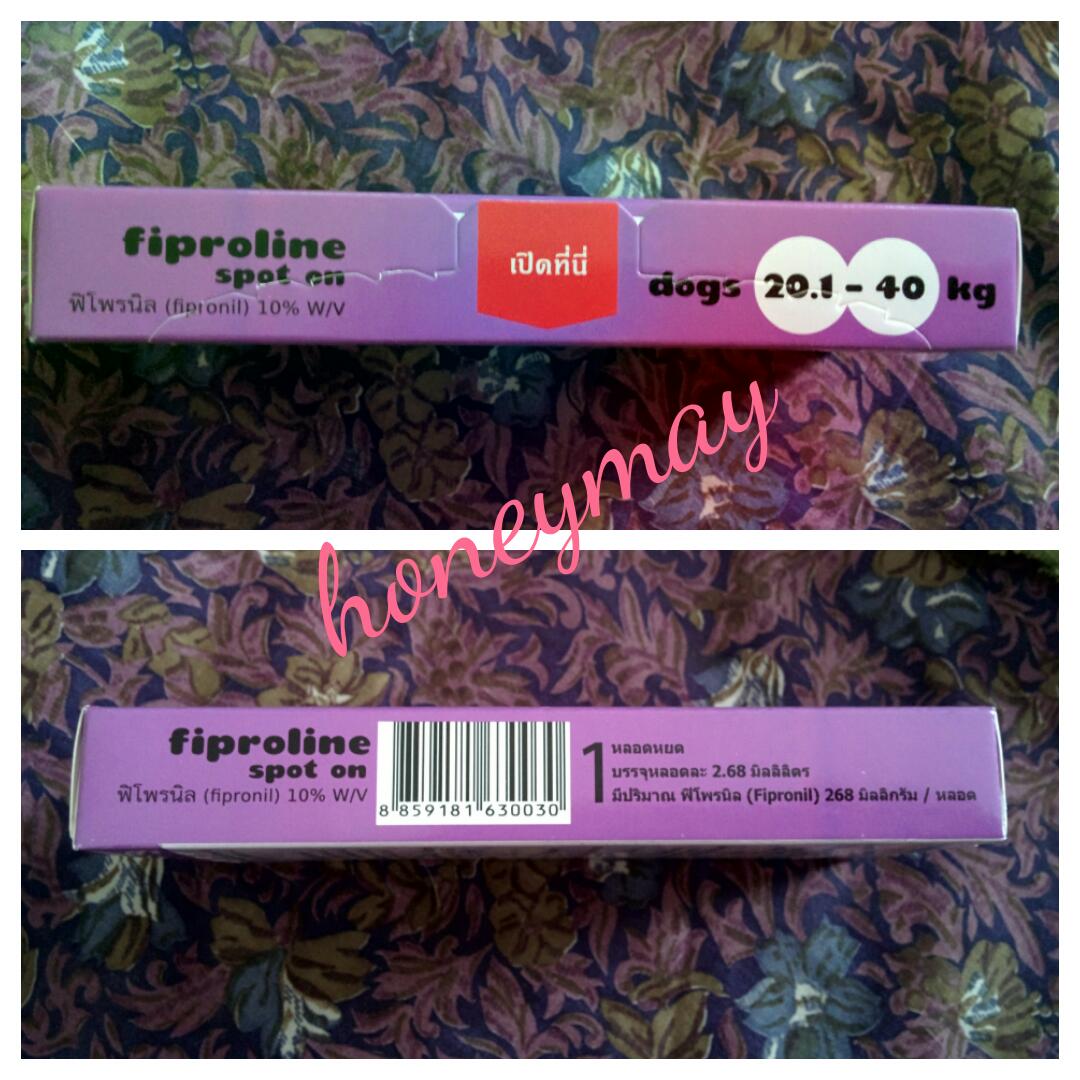 fiproline
spot on
ฟิโพรนิล (fipronil) 10% W/V
เปิดที่นี่
dogs 20.1 - 40 kg
honeymay
fiproline
spot on
ฟิโพรนิล (fipronil) 10% W/V
8 859181 630030
1 หลอดหยด
บรรจุหลอดละ 2.68 มิลลิลิตร
มีปริมาณ ฟิโพรนิล (Fipronil) 268 มิลลิกรัม / หลอด